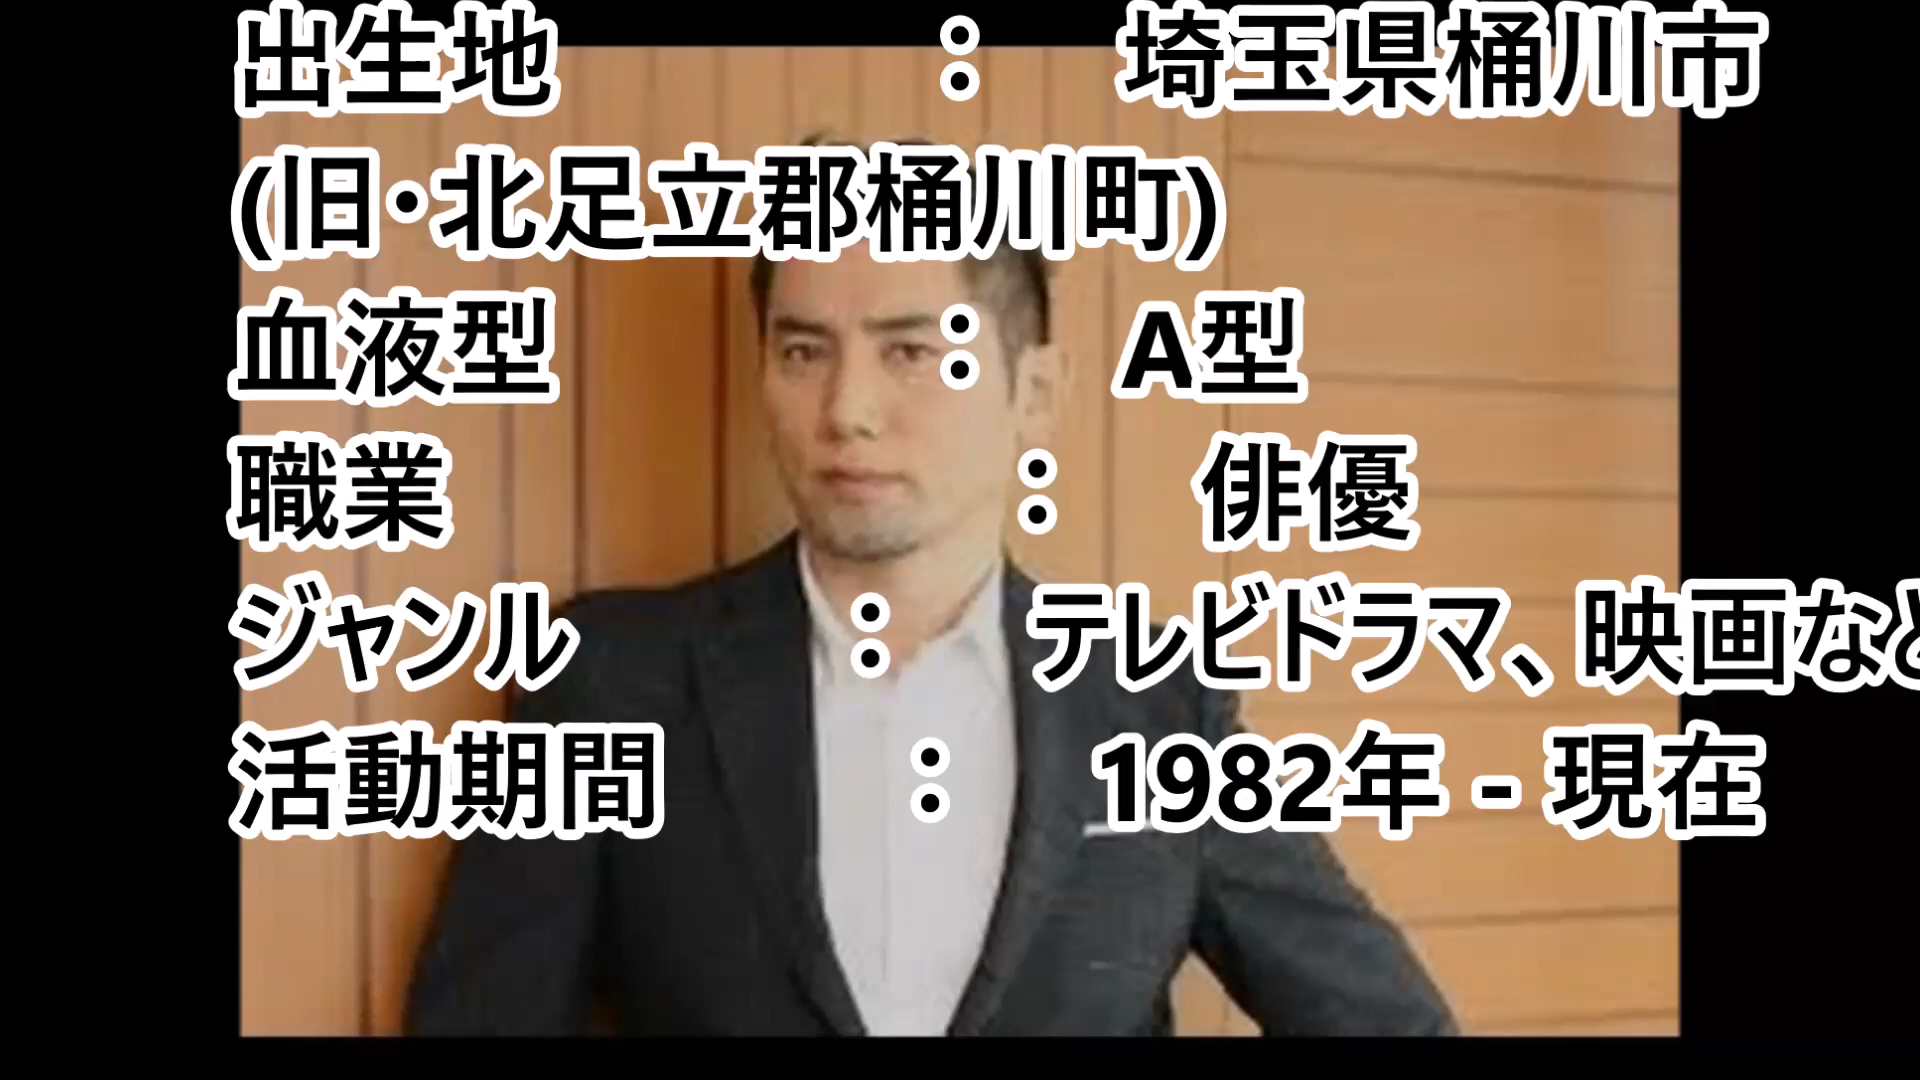 出生地 ： 埼玉県桶川市
(旧・北足立郡桶川町)
血液型 ： A型
職業 ： 俳優
ジャンル ： テレビドラマ、映画など
活動期間 ： 1982年 - 現在